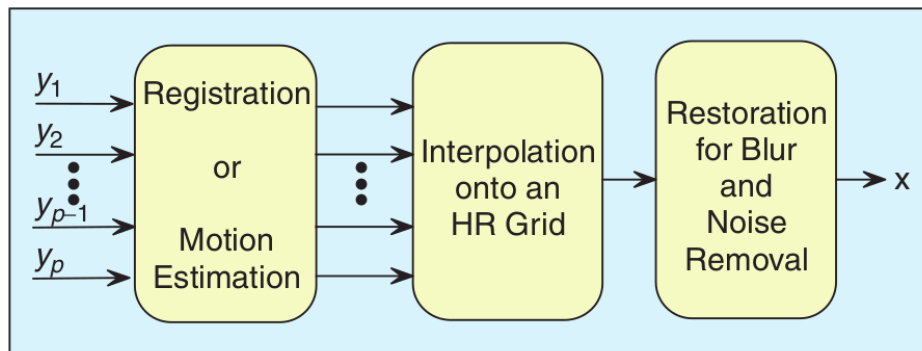 y1
y2
yp–1
yp
Registration
or
Motion
Estimation
Interpolation
onto an
HR Grid
Restoration
for Blur
and
Noise
Removal
x